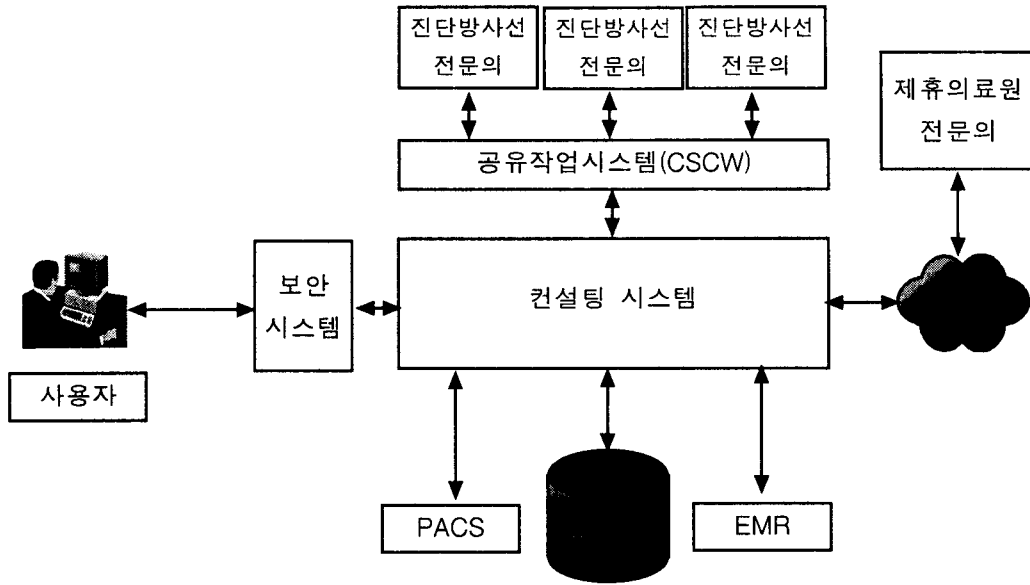 진단방사선
전문의
진단방사선
전문의
진단방사선
전문의
제휴의료원
전문의
공유작업시스템(CSCW)
보안
시스템
컨설팅 시스템
사용자
PACS
EMR